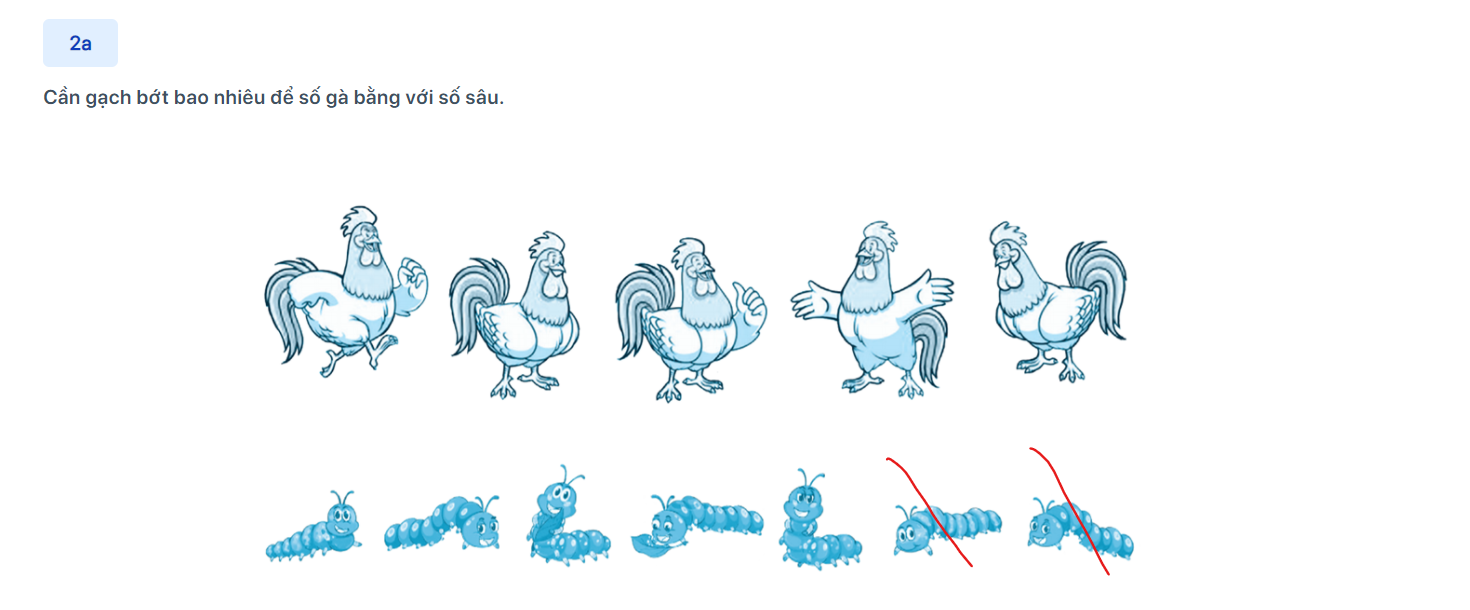 2a
Cần gạch bớt bao nhiêu để số gà bằng với số sâu.